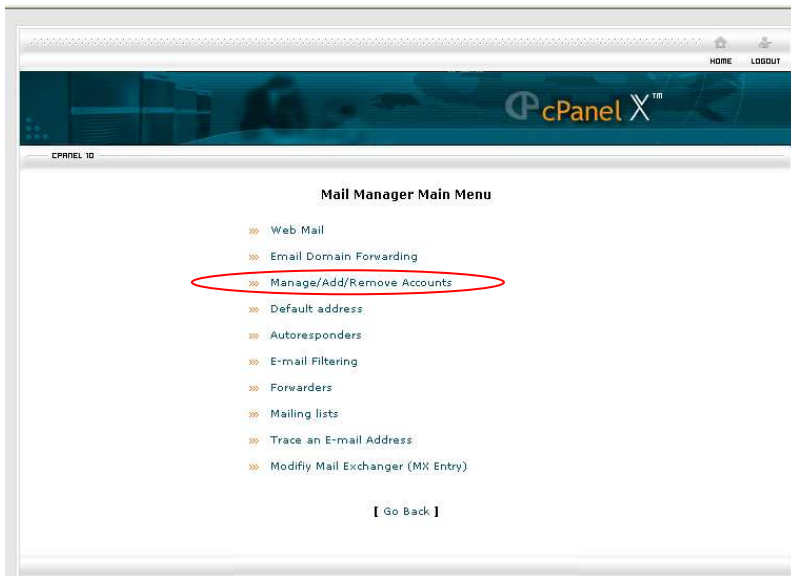 HOME LOGOUT
cPanel X™
CPANEL 10
Mail Manager Main Menu
Web Mail
Email Domain Forwarding
Manage/Add/Remove Accounts
Default address
Autoresponders
E-mail Filtering
Forwarders
Mailing lists
Trace an E-mail Address
Modifiy Mail Exchanger (MX Entry)
[ Go Back ]